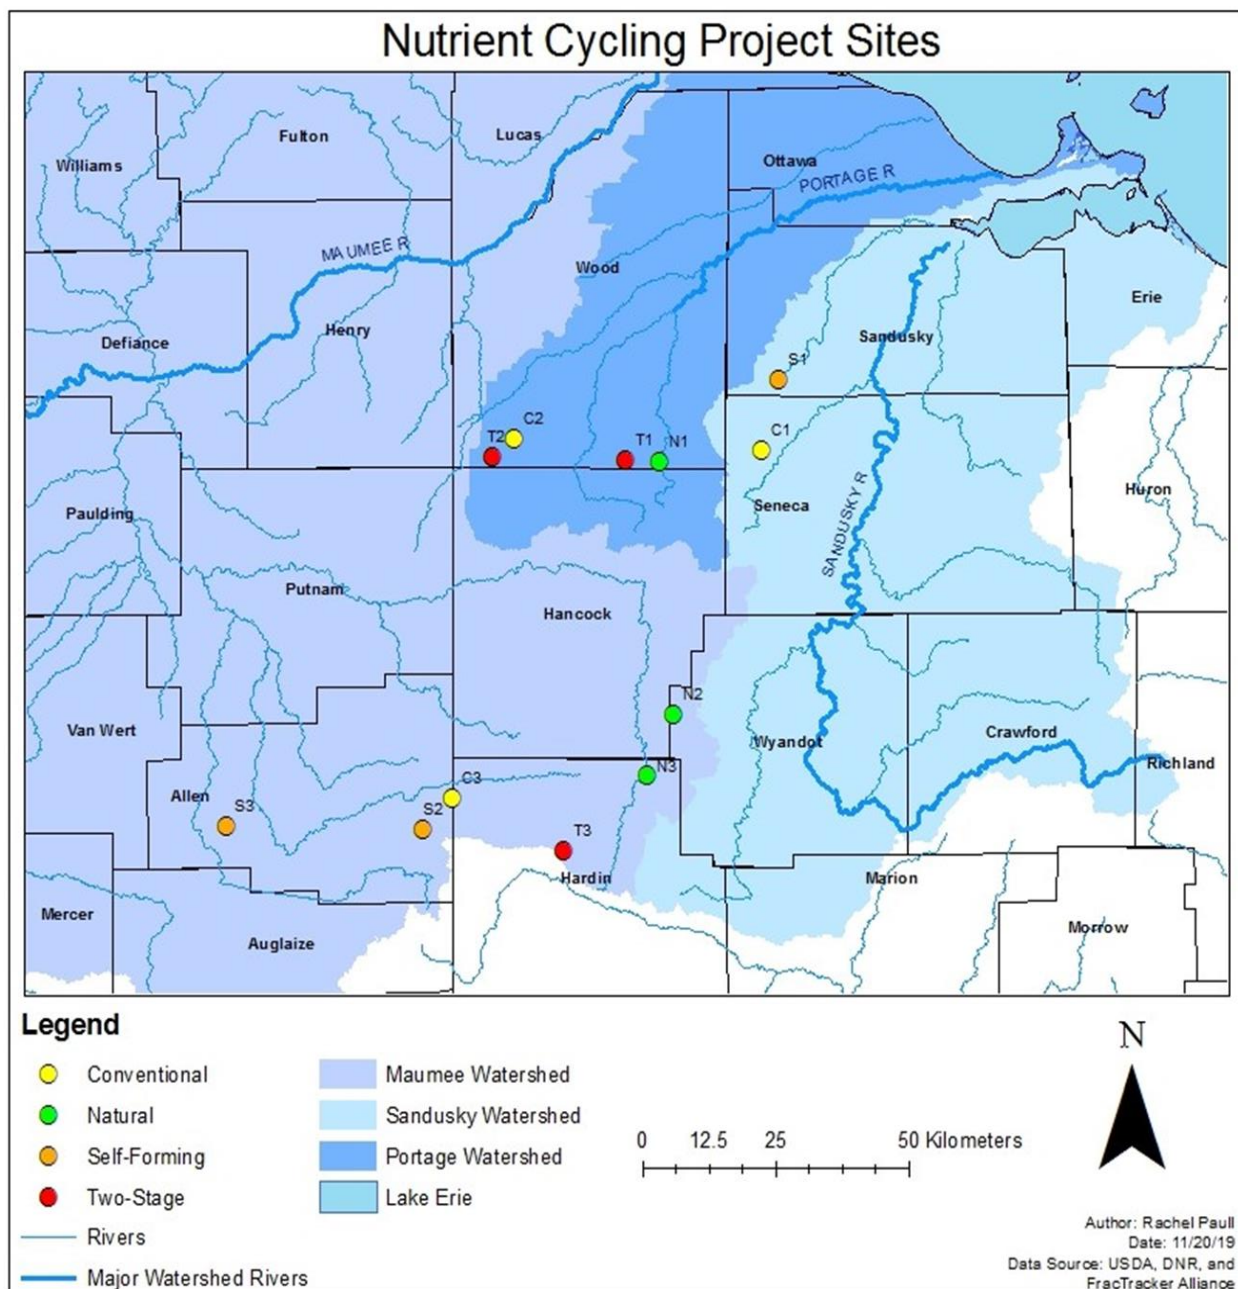 Nutrient Cycling Project Sites
Fulton
Lucas
Williams
Ottawa
PORTAGE R
MAUMEE R
Wood
Erie
Henry
Defiance
Sandusky
S1
C2
T2
T1
N1
C1
Paulding
Seneca
Huron
SANDUSKY R
Putnam
Hancock
N2
Van Wert
Wyandot
Crawford
Richland
N3
C3
Allen
S3
S2
T3
Hardin
Marion
Mercer
Auglaize
Morrow
Legend
Conventional
Natural
Self-Forming
Two-Stage
Rivers
Major Watershed Rivers
Maumee Watershed
Sandusky Watershed
Portage Watershed
Lake Erie
0 12.5 25 50 Kilometers
N
Author: Rachel Paull
Date: 11/20/19
Data Source: USDA, DNR, and
FracTracker Alliance